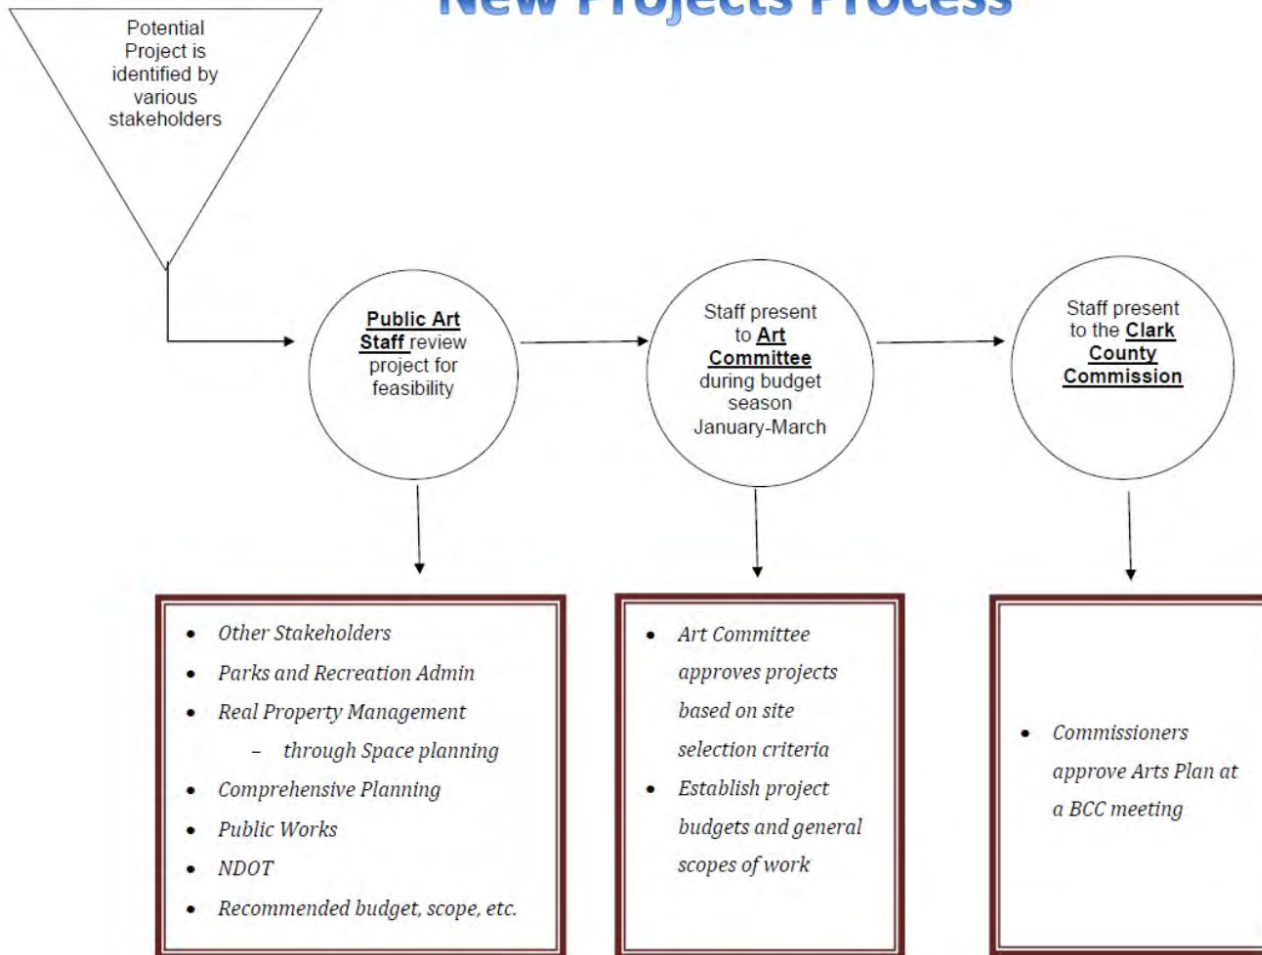 New Projects Process
Potential
Project is
identified by
various
stakeholders
Public Art
Staff review
project for
feasibility
Staff present
to Art
Committee
during budget
season
January-March
Staff present
to the Clark
County
Commission
• Other Stakeholders
• Parks and Recreation Admin
• Real Property Management
– through Space planning
• Comprehensive Planning
• Public Works
• NDOT
• Recommended budget, scope, etc.
• Art Committee
approves projects
based on site
selection criteria
• Establish project
budgets and general
scopes of work
• Commissioners
approve Arts Plan at
a BCC meeting